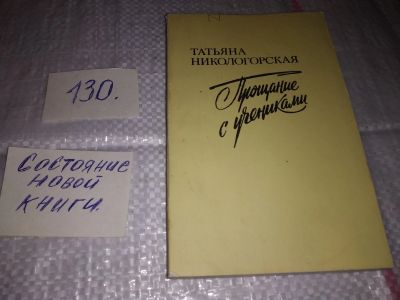 130.
Состояние
новой
книги.
ТАТЬЯНА
НИКОЛОГОРСКАЯ
Прощание
с учениками